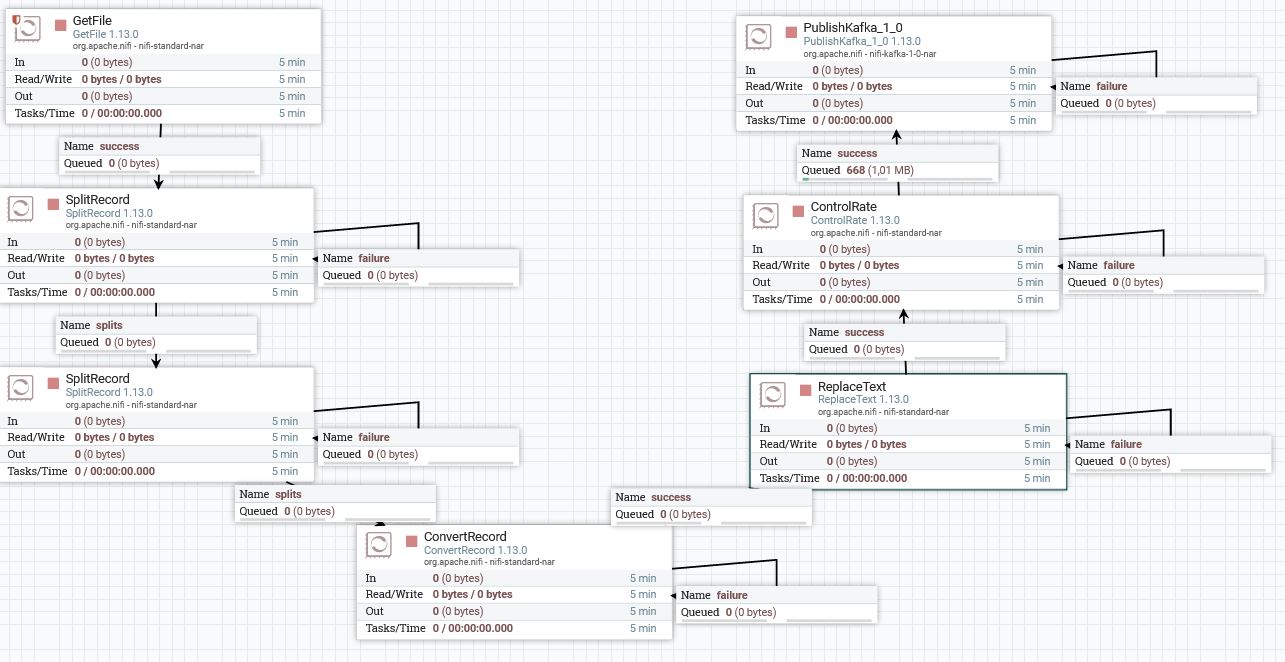 GetFile
GetFile 1.13.0
org.apache.nifi - nifi-standard-nar
In 0 (0 bytes) 5 min
Read/Write 0 bytes / 0 bytes 5 min
Out 0 (0 bytes) 5 min
Tasks/Time 0 / 00:00:00.000 5 min
Name success
Queued 0 (0 bytes)
SplitRecord
SplitRecord 1.13.0
org.apache.nifi - nifi-standard-nar
In 0 (0 bytes) 5 min
Read/Write 0 bytes / 0 bytes 5 min
Out 0 (0 bytes) 5 min
Tasks/Time 0 / 00:00:00.000 5 min
Name failure
Queued 0 (0 bytes)
Name splits
Queued 0 (0 bytes)
SplitRecord
SplitRecord 1.13.0
org.apache.nifi - nifi-standard-nar
In 0 (0 bytes) 5 min
Read/Write 0 bytes / 0 bytes 5 min
Out 0 (0 bytes) 5 min
Tasks/Time 0 / 00:00:00.000 5 min
Name failure
Queued 0 (0 bytes)
Name splits
Queued 0 (0 bytes)
ConvertRecord
ConvertRecord 1.13.0
org.apache.nifi - nifi-standard-nar
In 0 (0 bytes) 5 min
Read/Write 0 bytes / 0 bytes 5 min
Out 0 (0 bytes) 5 min
Tasks/Time 0 / 00:00:00.000 5 min
Name failure
Queued 0 (0 bytes)
Name success
Queued 0 (0 bytes)
ReplaceText
ReplaceText 1.13.0
org.apache.nifi - nifi-standard-nar
In 0 (0 bytes) 5 min
Read/Write 0 bytes / 0 bytes 5 min
Out 0 (0 bytes) 5 min
Tasks/Time 0 / 00:00:00.000 5 min
Name failure
Queued 0 (0 bytes)
Name success
Queued 0 (0 bytes)
ControlRate
ControlRate 1.13.0
org.apache.nifi - nifi-standard-nar
In 0 (0 bytes) 5 min
Read/Write 0 bytes / 0 bytes 5 min
Out 0 (0 bytes) 5 min
Tasks/Time 0 / 00:00:00.000 5 min
Name failure
Queued 0 (0 bytes)
Name success
Queued 668 (1,01 MB)
PublishKafka_1_0
PublishKafka_1_0 1.13.0
org.apache.nifi - nifi-kafka-1-0-nar
In 0 (0 bytes) 5 min
Read/Write 0 bytes / 0 bytes 5 min
Out 0 (0 bytes) 5 min
Tasks/Time 0 / 00:00:00.000 5 min
Name failure
Queued 0 (0 bytes)